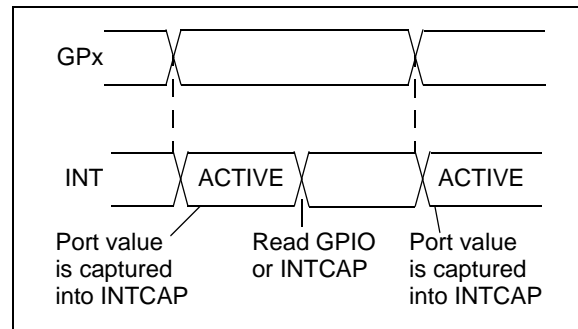 GPx
INT
ACTIVE
ACTIVE
Port value
is captured
into INTCAP
Read GPIO
or INTCAP
Port value
is captured
into INTCAP